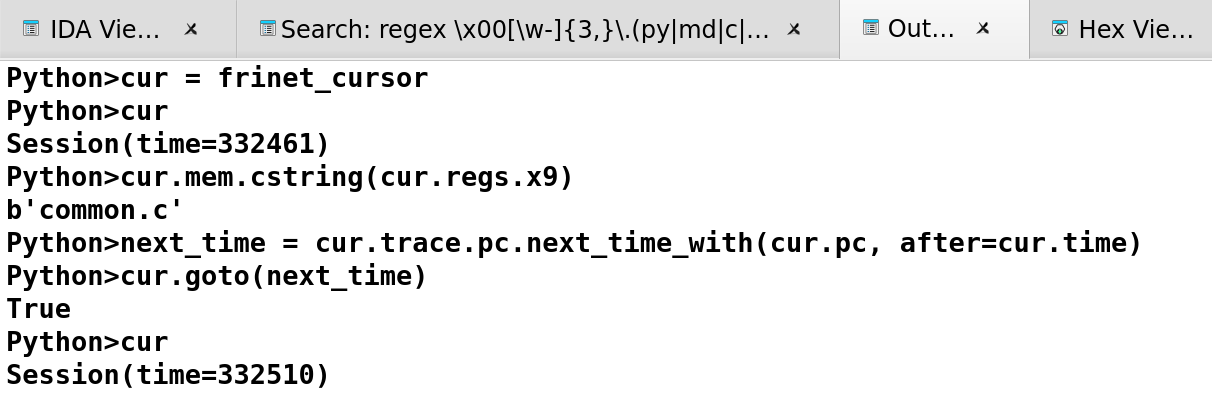 IDA Vie... Search: regex \x00[\w-]{3,}\.(py|md|c|... Out... Hex Vie...
Python>cur = frinet_cursor
Python>cur
Session(time=332461)
Python>cur.mem.cstring(cur.regs.x9)
b'common.c'
Python>next_time = cur.trace.pc.next_time_with(cur.pc, after=cur.time)
Python>cur.goto(next_time)
True
Python>cur
Session(time=332510)